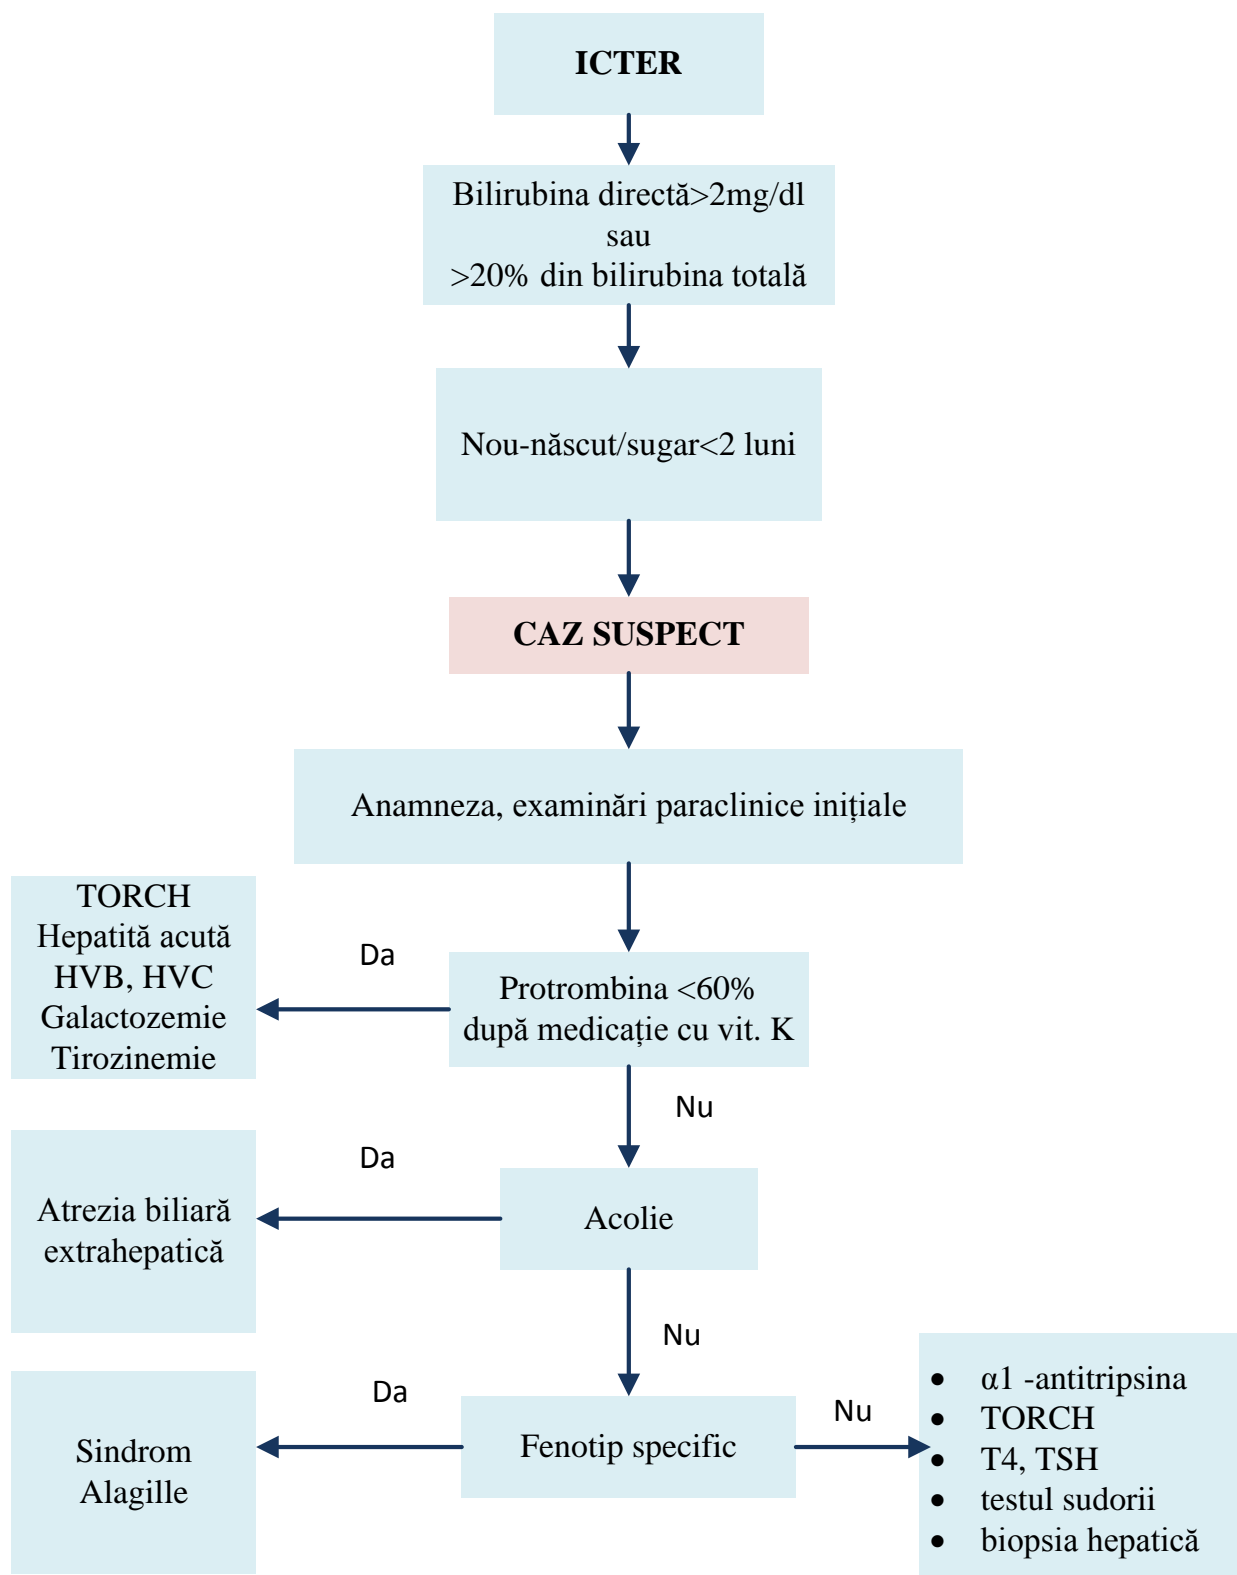 ICTER
Bilirubina directă>2mg/dl
sau
>20% din bilirubina totală
Nou-născut/sugar<2 luni
CAZ SUSPECT
Anamneza, examinări paraclinice inițiale
TORCH
Hepatită acută
HVB, HVC
Galactozemie
Tirozinemie
Da
Protrombina <60%
după medicație cu vit. K
Nu
Atrezia biliară
extrahepatică
Da
Acolie
Nu
Sindrom
Alagille
Da
Fenotip specific
Nu
• α1 -antitripsina
• TORCH
• T4, TSH
• testul sudorii
• biopsia hepatică